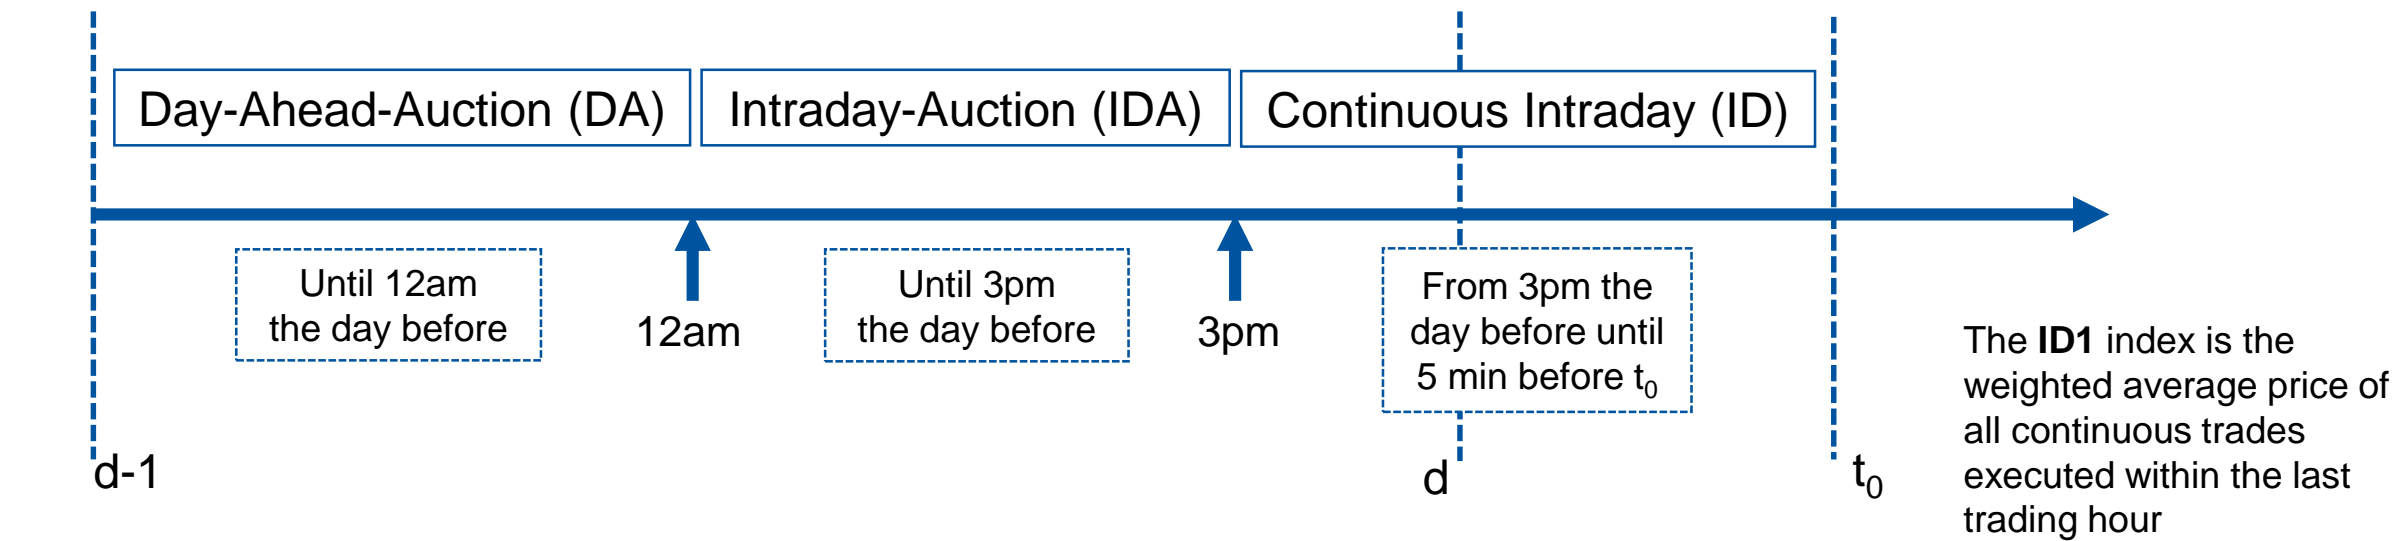 Day-Ahead-Auction (DA)
Intraday-Auction (IDA)
Continuous Intraday (ID)
Until 12am
the day before
12am
Until 3pm
the day before
3pm
From 3pm the
day before until
5 min before t₀
d-1
d
t₀
The ID1 index is the
weighted average price of
all continuous trades
executed within the last
trading hour